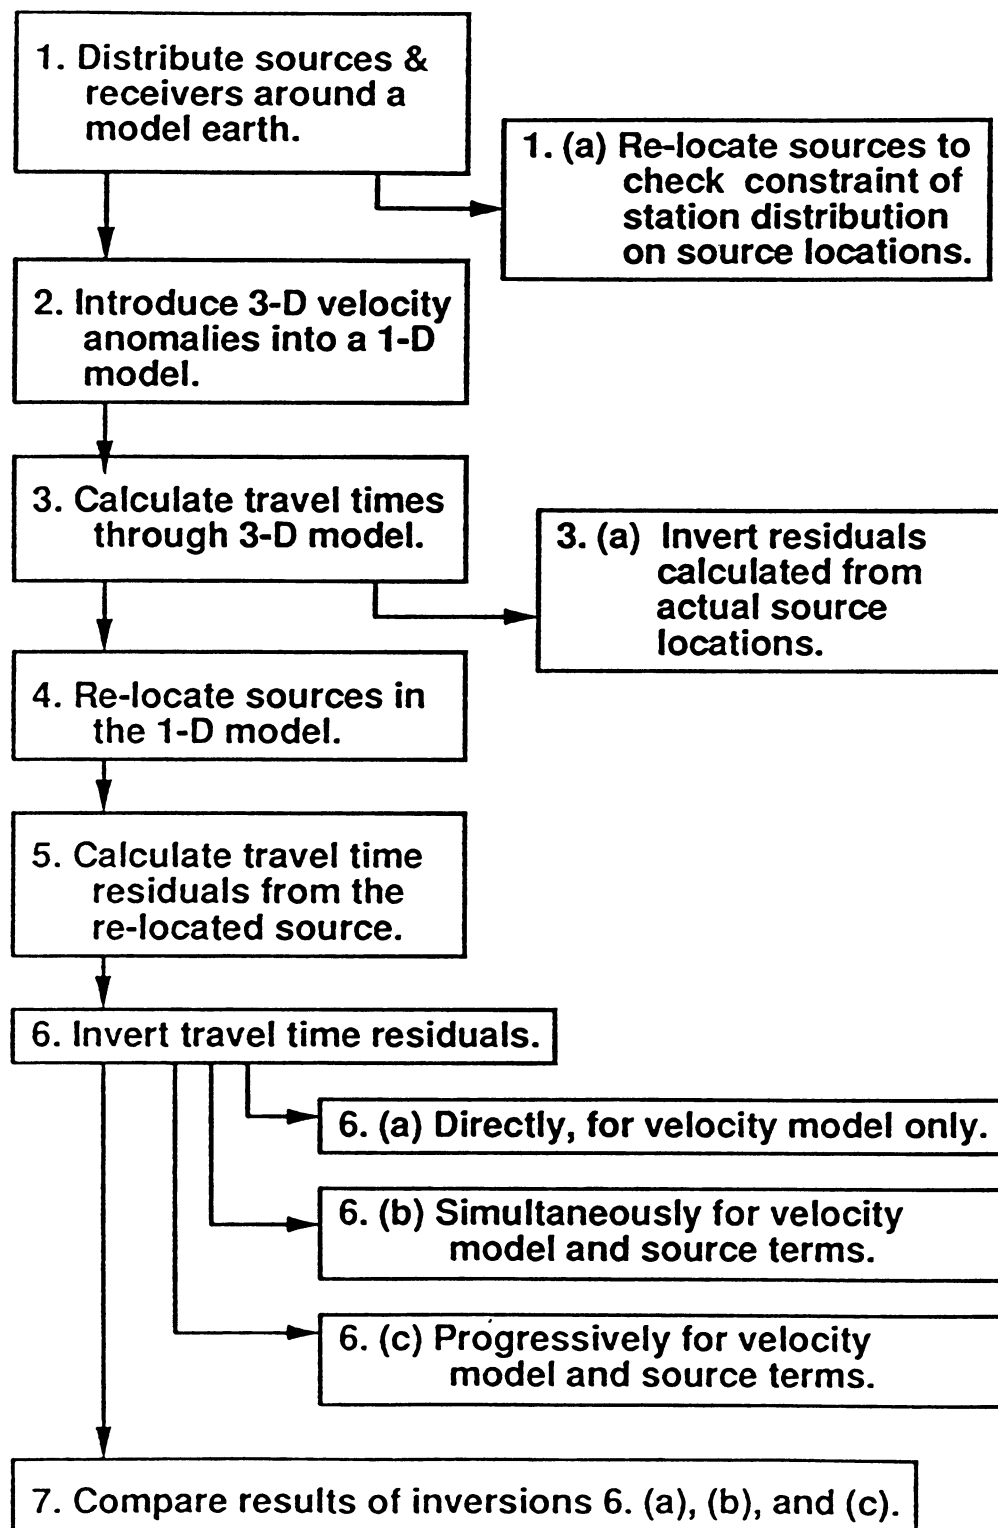 1. Distribute sources &
receivers around a
model earth.
1. (a) Re-locate sources to
check constraint of
station distribution
on source locations.
2. Introduce 3-D velocity
anomalies into a 1-D
model.
3. Calculate travel times
through 3-D model.
3. (a) Invert residuals
calculated from
actual source
locations.
4. Re-locate sources in
the 1-D model.
5. Calculate travel time
residuals from the
re-located source.
6. Invert travel time residuals.
6. (a) Directly, for velocity model only.
6. (b) Simultaneously for velocity
model and source terms.
6. (c) Progressively for velocity
model and source terms.
7. Compare results of inversions 6. (a), (b), and (c).